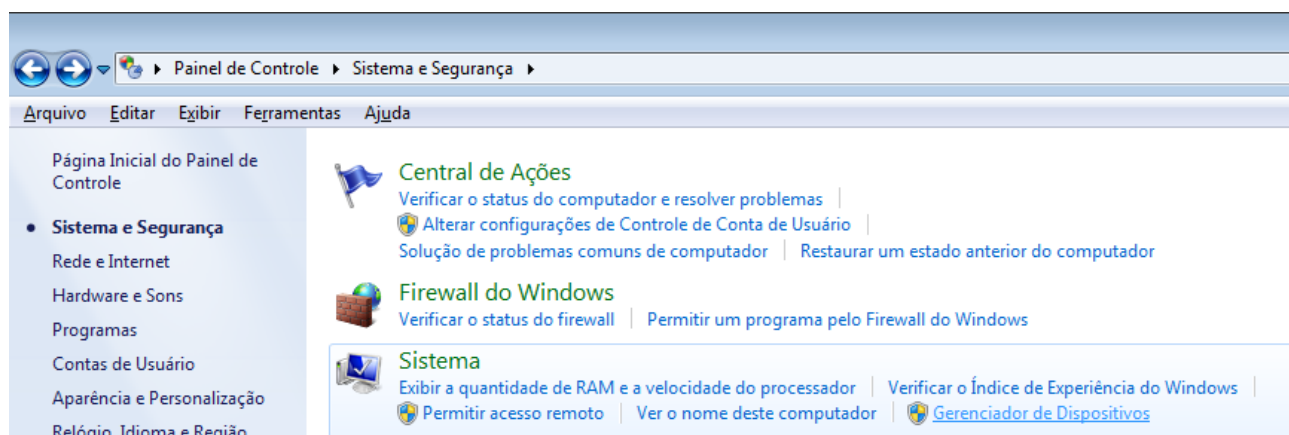 Painel de Controle Sistema e Segurança
Arquivo Editar Exibir Ferramentas Ajuda
Página Inicial do Painel de
Controle
Sistema e Segurança
Rede e Internet
Hardware e Sons
Programas
Contas de Usuário
Aparência e Personalização
Relógio, Idioma e Região
Central de Ações
Verificar o status do computador e resolver problemas
Alterar configurações de Controle de Conta de Usuário
Solução de problemas comuns de computador Restaurar um estado anterior do computador
Firewall do Windows
Verificar o status do firewall Permitir um programa pelo Firewall do Windows
Sistema
Exibir a quantidade de RAM e a velocidade do processador Verificar o Índice de Experiência do Windows
Permitir acesso remoto Ver o nome deste computador Gerenciador de Dispositivos